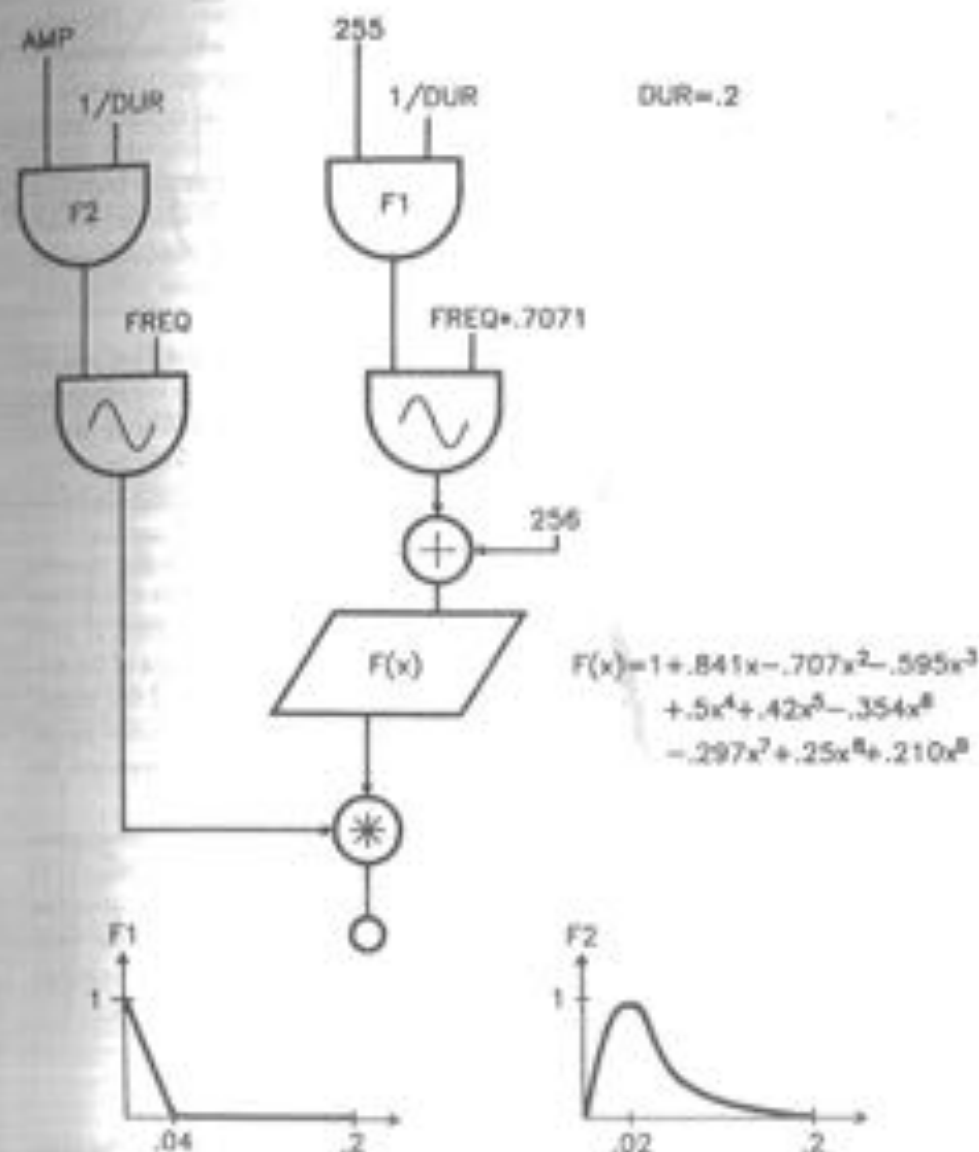 AMP
255
1/DUR
1/DUR
DUR=.2
F2
F1
FREQ
FREQ*.7071
256
F(x)
F(x)=1+.841x-.707x²-.595x³
+.5x⁴+.42x⁵-.354x⁶
-.297x⁷+.25x⁸+.210x⁹
F1
F2
1
1
.04
.2
.02
.2